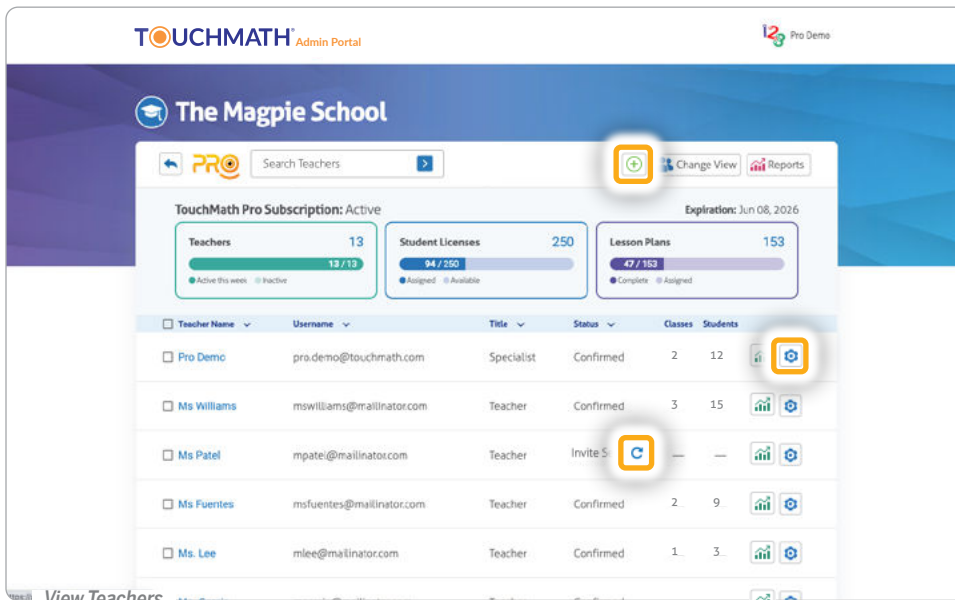 TOUCHMATH® Admin Portal
123 Pro Demo
The Magpie School
PRO Search Teachers Change View Reports
TouchMath Pro Subscription: Active Expiration: Jun 08, 2026
Teachers 13 Student Licenses 250 Lesson Plans 153
13 / 13 94 / 250 47 / 153
Active this week Inactive Assigned Available Complete Assigned
Teacher Name Username Title Status Classes Students
Pro Demo pro.demo@touchmath.com Specialist Confirmed 2 12
Ms Williams mswilliams@mailinator.com Teacher Confirmed 3 15
Ms Patel mpatel@mailinator.com Teacher Invite S — —
Ms Fuentes msfuentes@mailinator.com Teacher Confirmed 2 9
Ms. Lee mlee@mailinator.com Teacher Confirmed 1 3
View Teachers